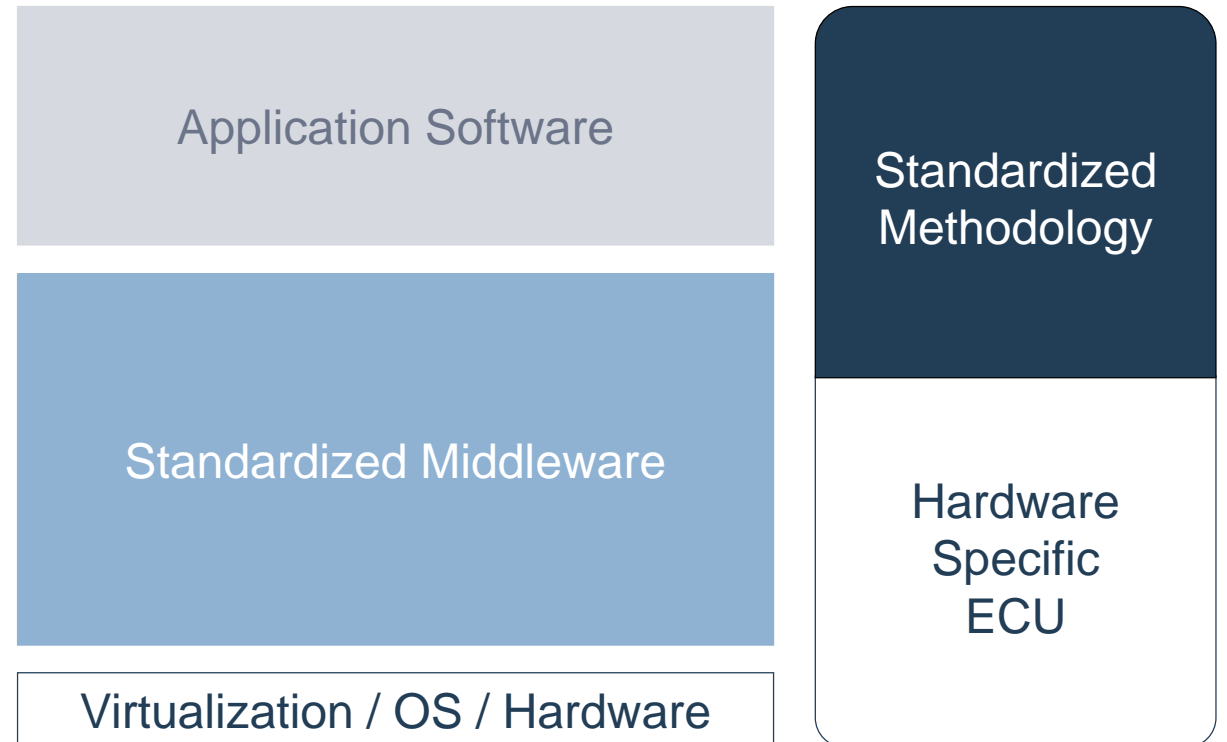 Application Software
Standardized Middleware
Virtualization / OS / Hardware
Standardized
Methodology
Hardware
Specific
ECU